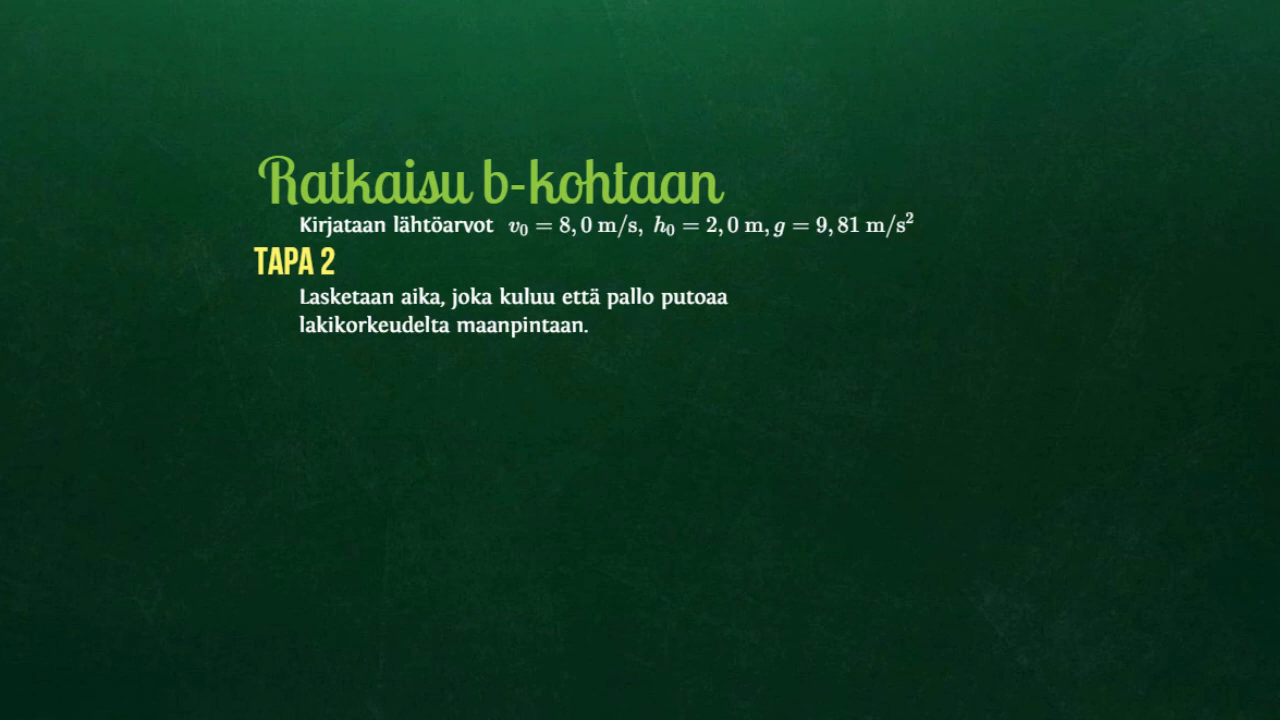 Ratkaisu b-kohtaan
Kirjataan lähtöarvot v₀ = 8,0 m/s, h₀ = 2,0 m, g = 9,81 m/s²
TAPA 2
Lasketaan aika, joka kuluu että pallo putoaa
lakikorkeudelta maanpintaan.